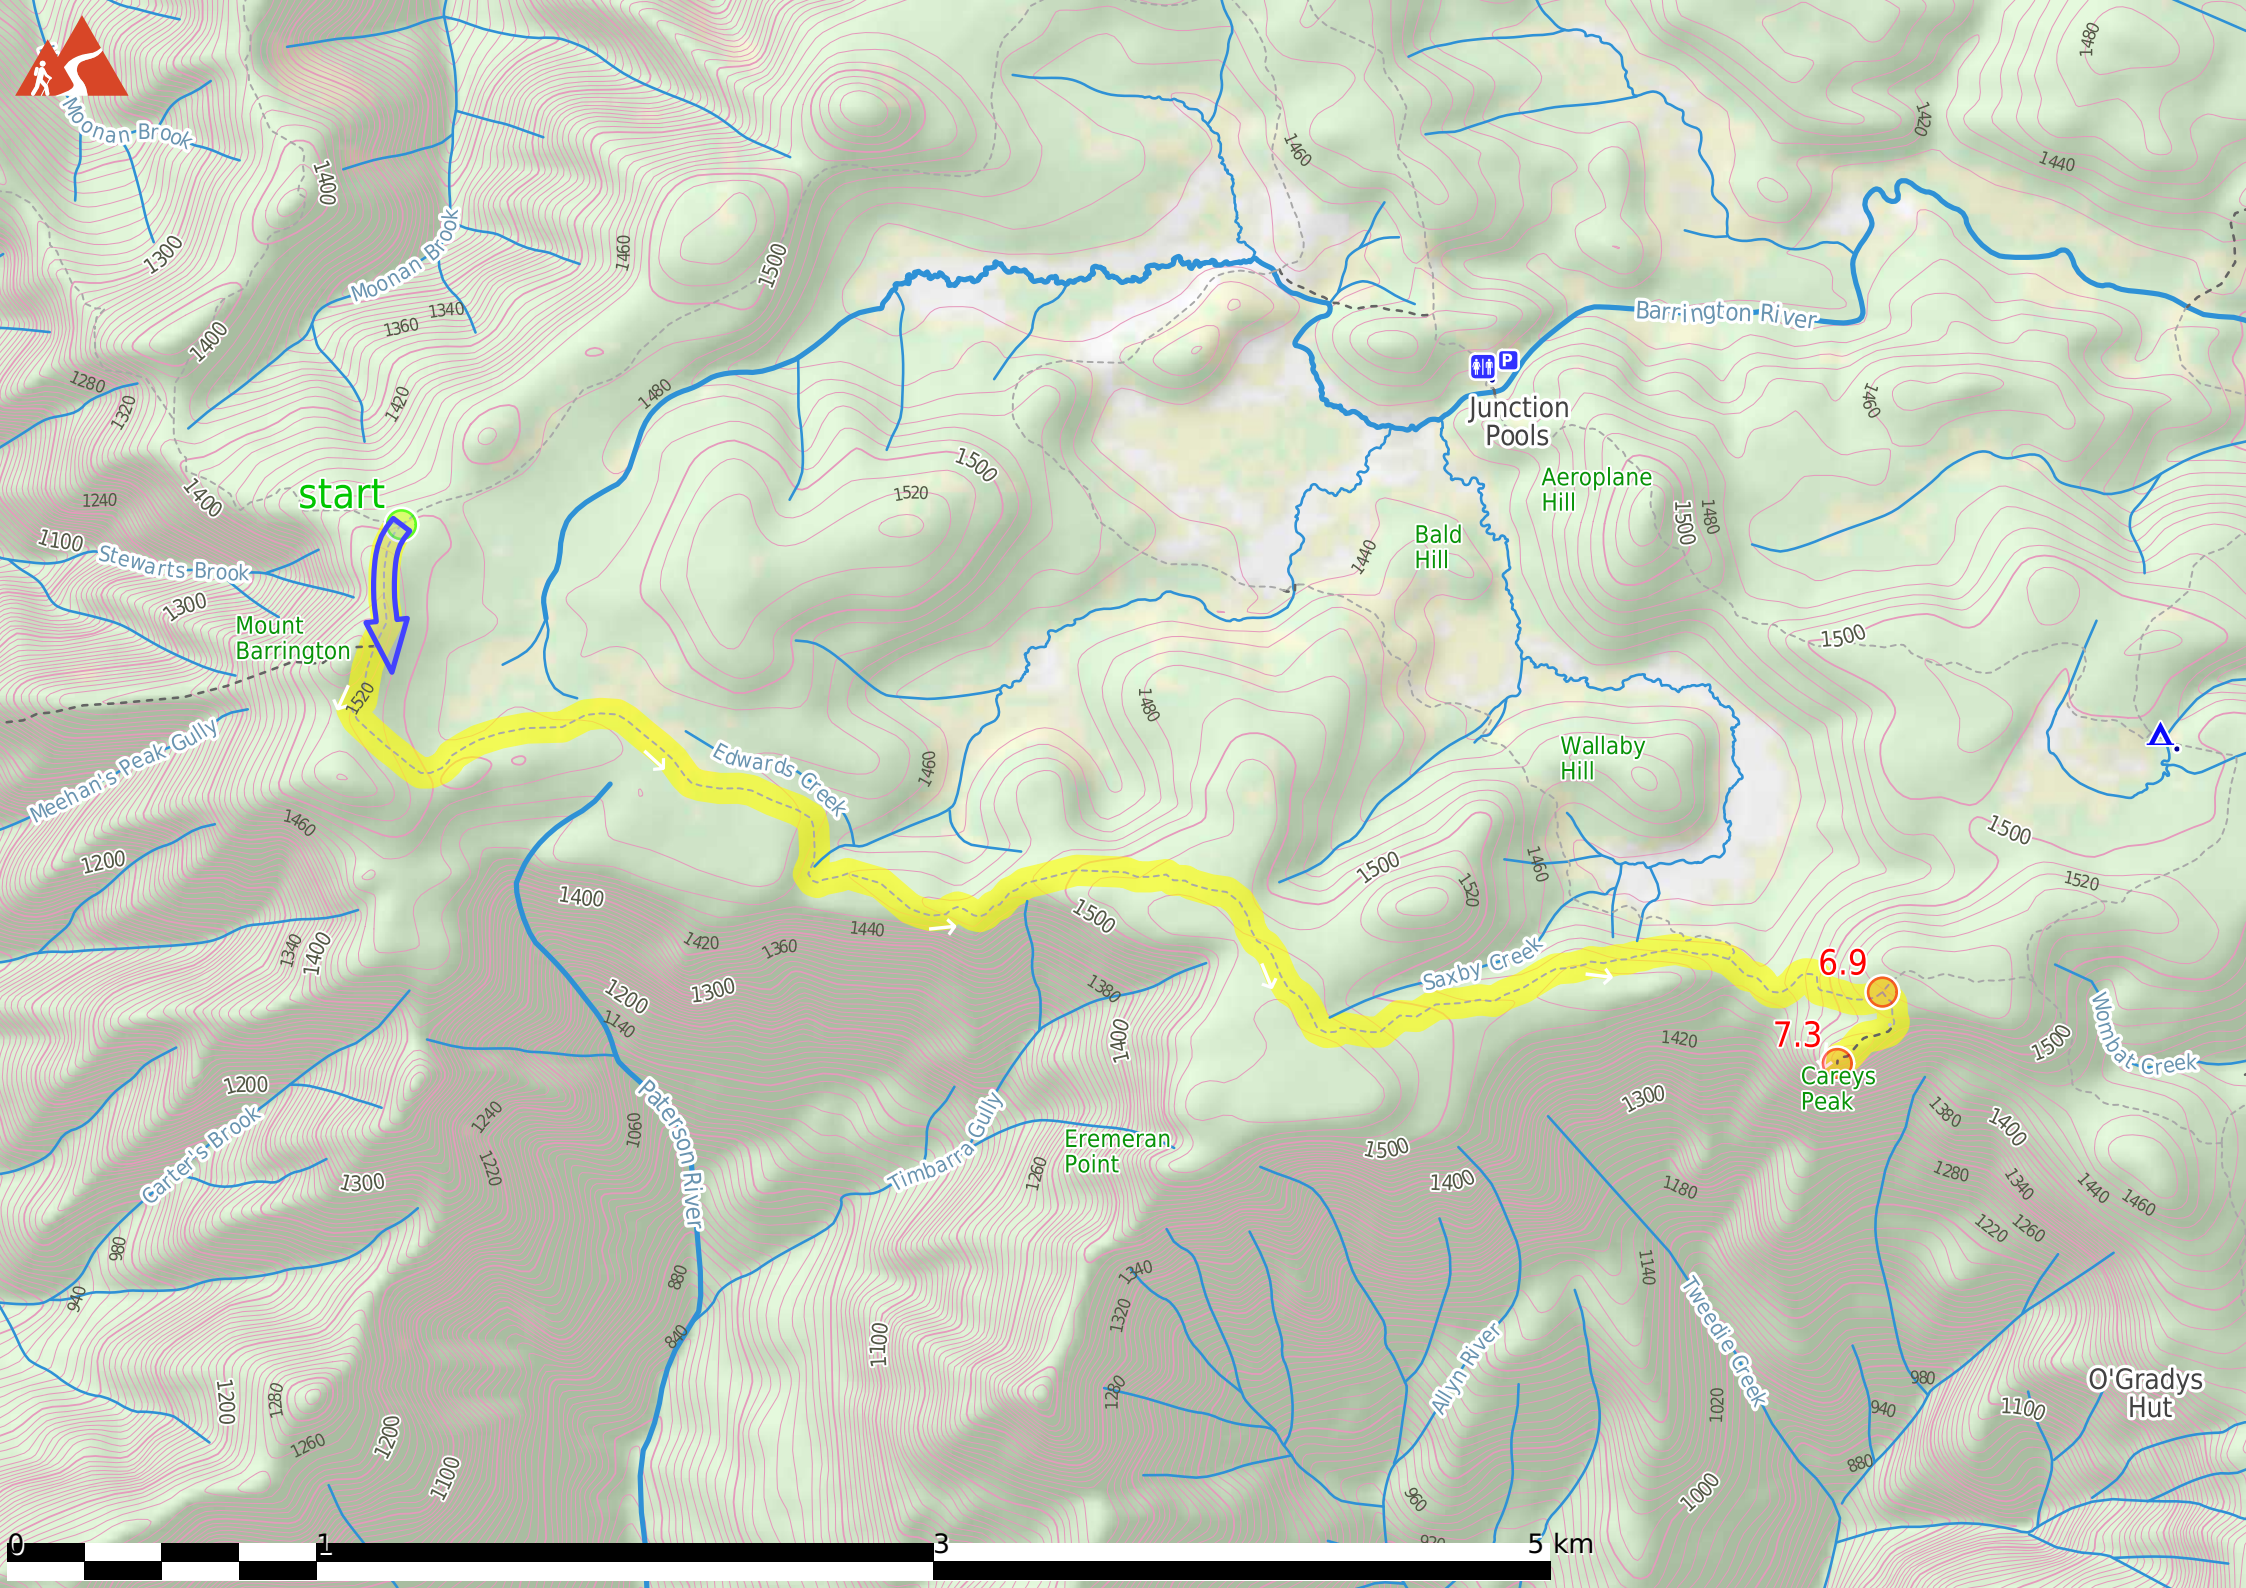 1480
1420
1460
1440
Moonan Brook
1400
1300
Moonan Brook
1460
1500
1340
1360
1400
Barrington River
P
1280
1320
1420
1480
1460
Junction
Pools
1500
1520
Aeroplane
Hill
start
1400
1240
1100
1500
1480
Bald
Hill
1440
Stewarts Brook
1300
Mount
Barrington
1500
1520
1480
Meehan's Peak Gully
Edwards Creek
1460
Wallaby
Hill
1460
1500
1200
1500
1460
1520
1400
1520
1500
1440
1420
1360
1340
1400
Saxby Creek
6.9
1200
1300
1380
1140
1400
7.3
1420
1500
Wombat Creek
Careys
Peak
1200
Carter's Brook
1240
1060
Paterson River
Timbarra Gully
1300
1380
1400
Eremeran
Point
1500
1220
1300
1260
1400
1180
1280
1340
1440
1460
1220
1260
980
940
880
1340
1320
1140
840
1100
Allyn River
Tweedie Creek
980
O'Gradys
Hut
1200
1280
1280
1020
940
1100
1260
1200
1100
880
960
1000
920
0
1
3
5 km